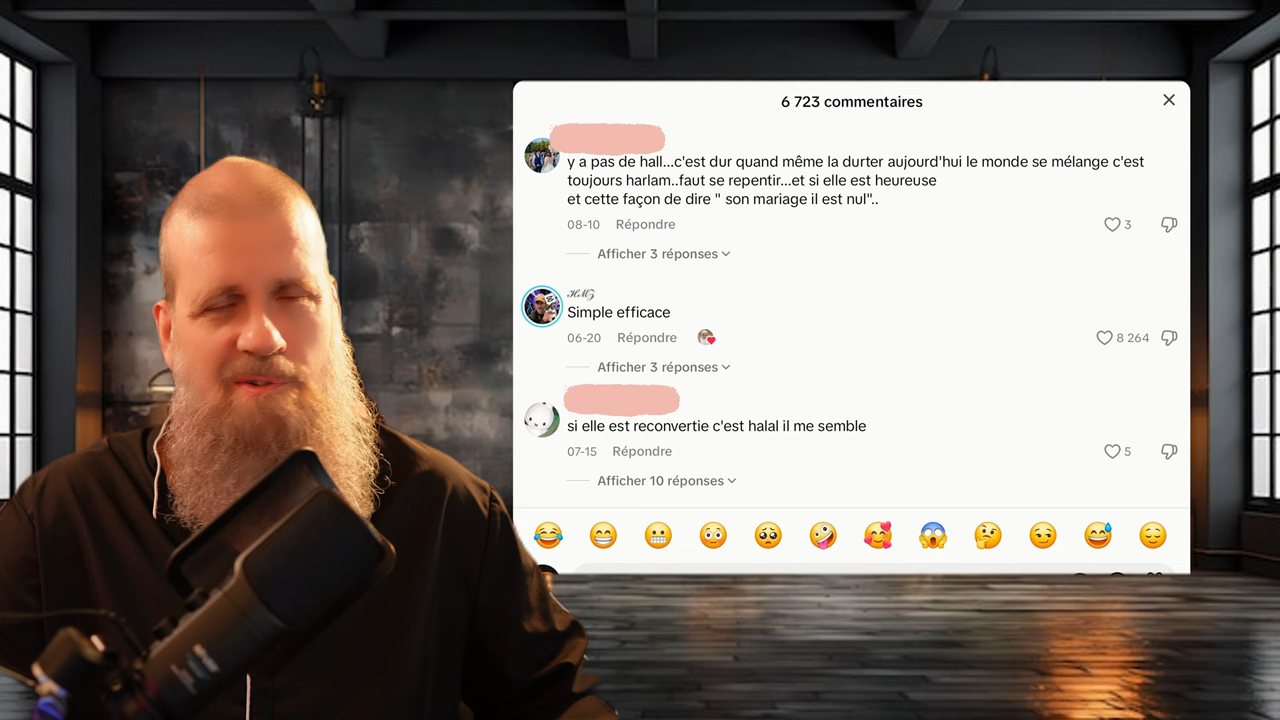 6 723 commentaires
y a pas de hall...c'est dur quand même la durter aujourd'hui le monde se mélange c'est
toujours harlam..faut se repentir...et si elle est heureuse
et cette façon de dire " son mariage il est nul"..
08-10 Répondre 3
Afficher 3 réponses
ℋℳ𝓏
Simple efficace
06-20 Répondre 8 264
Afficher 3 réponses
si elle est reconvertie c'est halal il me semble
07-15 Répondre 5
Afficher 10 réponses